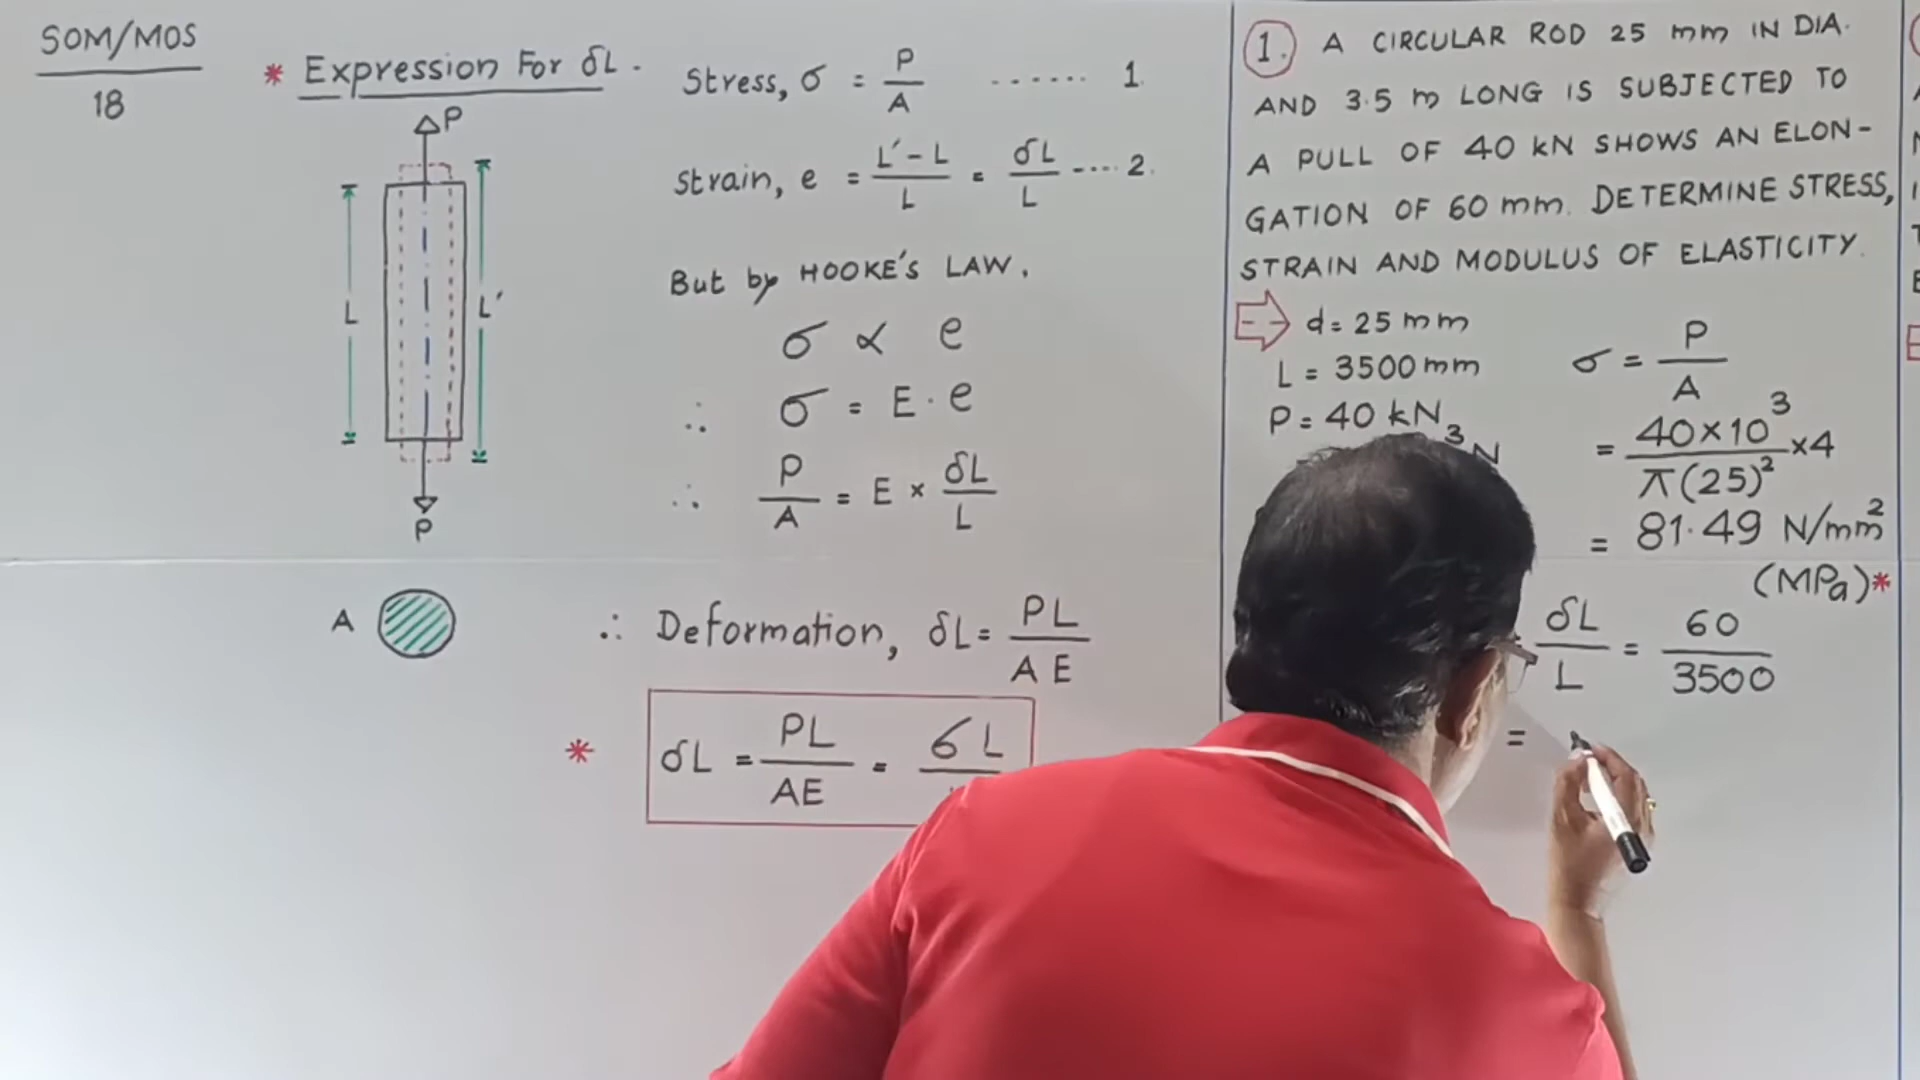 SOM/MOS
18
* Expression For δL.
P
L
L'
P
A
Stress, σ = P/A ...... 1.
Strain, e = L'-L/L = δL/L .... 2.
But by HOOKE'S LAW,
σ ∝ e
∴ σ = E · e
∴ P/A = E × δL/L
∴ Deformation, δL = PL/AE
* δL = PL/AE = σL
1. A CIRCULAR ROD 25 mm IN DIA.
AND 3.5 m LONG IS SUBJECTED TO
A PULL OF 40 kN SHOWS AN ELON-
GATION OF 60 mm. DETERMINE STRESS,
STRAIN AND MODULUS OF ELASTICITY.
d = 25 mm
L = 3500 mm
P = 40 kN
3 N
σ = P/A
= 40×10³/π(25)² ×4
= 81.49 N/mm²
(MPa)*
δL/L = 60/3500
=